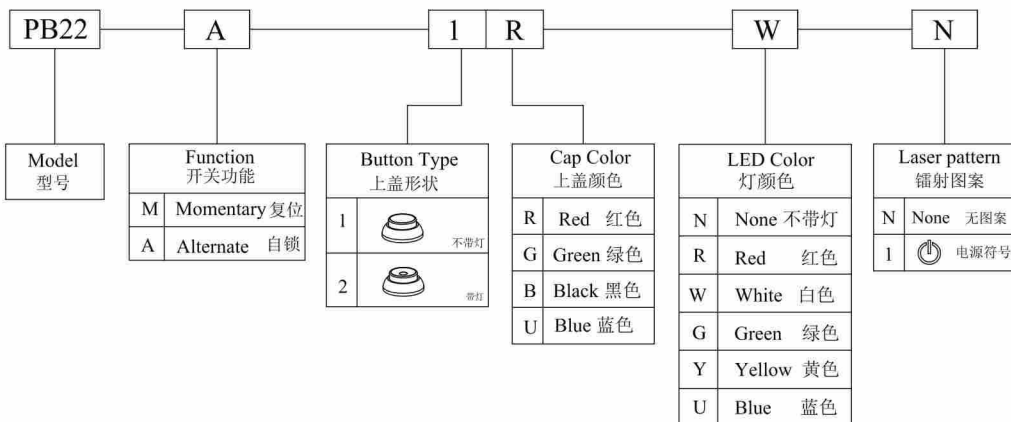 PB22 A 1 R W N
Model
型号
Function
开关功能
M Momentary 复位
A Alternate 自锁
Button Type
上盖形状
1 不带灯
2 带灯
Cap Color
上盖颜色
R Red 红色
G Green 绿色
B Black 黑色
U Blue 蓝色
LED Color
灯颜色
N None 不带灯
R Red 红色
W White 白色
G Green 绿色
Y Yellow 黄色
U Blue 蓝色
Laser pattern
镭射图案
N None 无图案
1 电源符号